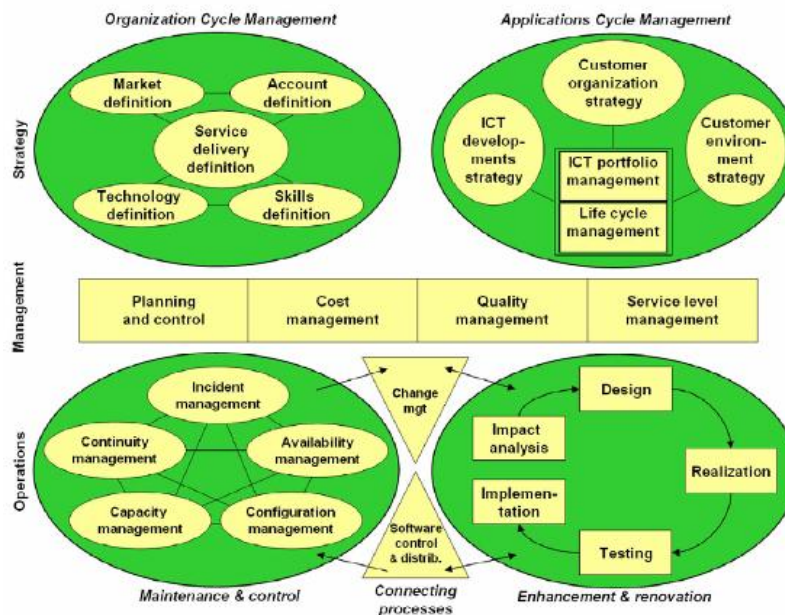 Organization Cycle Management
Applications Cycle Management
Strategy
Market
definition
Account
definition
Service
delivery
definition
Technology
definition
Skills
definition
Customer
organization
strategy
ICT
develop-
ments
strategy
Customer
environ-
ment
strategy
ICT portfolio
management
Life cycle
management
Management
Planning
and control
Cost
management
Quality
management
Service level
management
Operations
Incident
management
Continuity
management
Availability
management
Capacity
management
Configuration
management
Change
mgt
Software
control
& distrib.
Design
Impact
analysis
Realization
Implemen-
tation
Testing
Maintenance & control
Connecting
processes
Enhancement & renovation